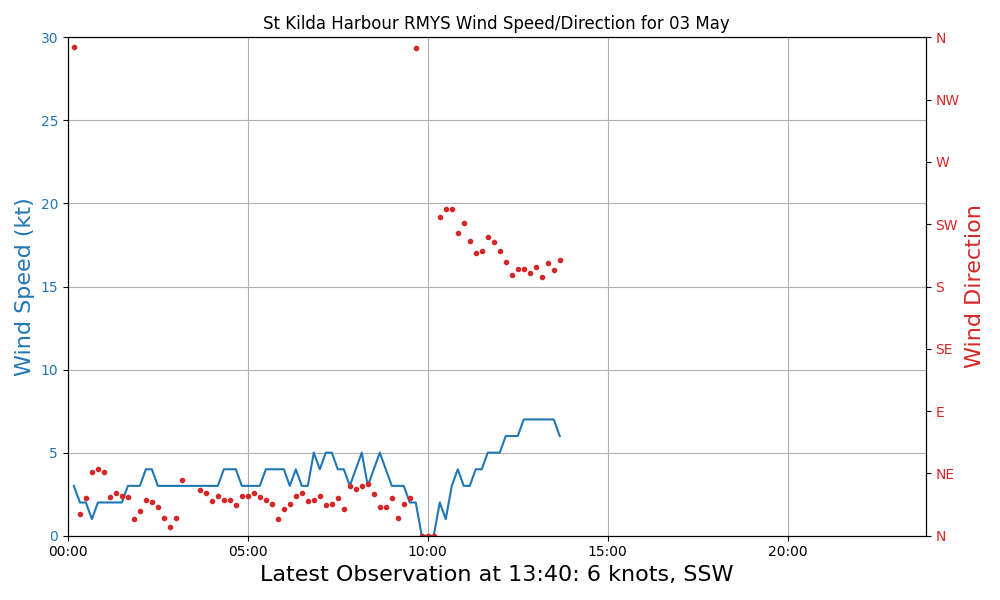 St Kilda Harbour RMYS Wind Speed/Direction for 03 May
30
25
20
15
10
5
0
Wind Speed (kt)
N
NW
W
SW
S
SE
E
NE
N
Wind Direction
00:00 05:00 10:00 15:00 20:00
Latest Observation at 13:40: 6 knots, SSW